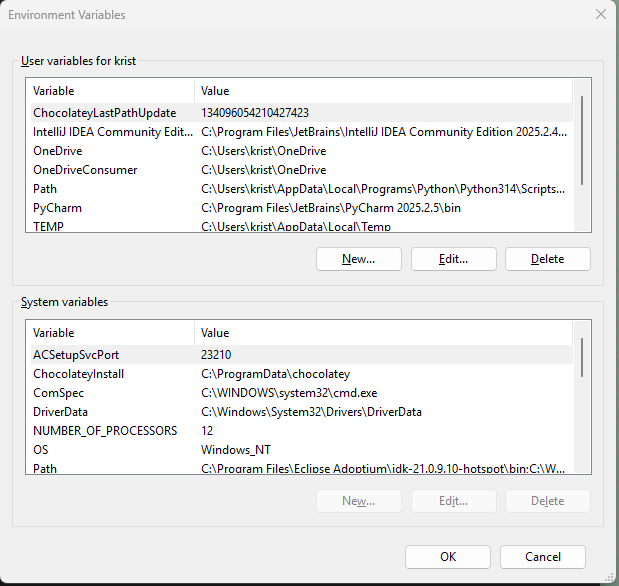 Environment Variables
User variables for krist
Variable Value
ChocolateyLastPathUpdate 134096054210427423
IntelliJ IDEA Community Edit... C:\Program Files\JetBrains\IntelliJ IDEA Community Edition 2025.2.4...
OneDrive C:\Users\krist\OneDrive
OneDriveConsumer C:\Users\krist\OneDrive
Path C:\Users\krist\AppData\Local\Programs\Python\Python314\Scripts...
PyCharm C:\Program Files\JetBrains\PyCharm 2025.2.5\bin
TEMP C:\Users\krist\AppData\Local\Temp
New... Edit... Delete
System variables
Variable Value
ACSetupSvcPort 23210
ChocolateyInstall C:\ProgramData\chocolatey
ComSpec C:\WINDOWS\system32\cmd.exe
DriverData C:\Windows\System32\Drivers\DriverData
NUMBER_OF_PROCESSORS 12
OS Windows_NT
Path C:\Program Files\Eclipse Adoptium\jdk-21.0.9.10-hotspot\bin;C:\W...
New... Edit... Delete
OK Cancel